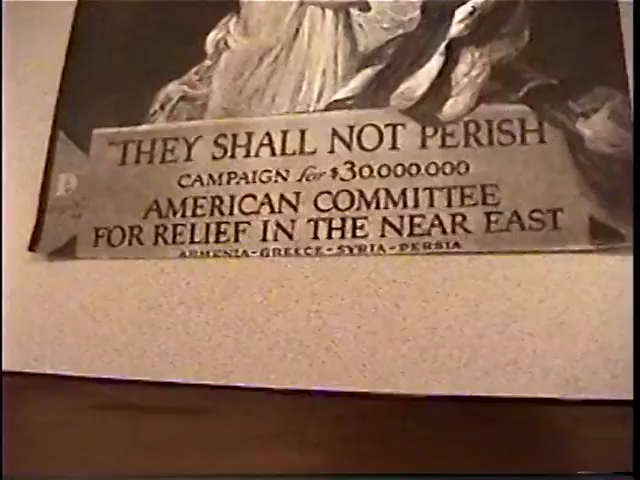 "THEY SHALL NOT PERISH
CAMPAIGN for $30.000.000
AMERICAN COMMITTEE
FOR RELIEF IN THE NEAR EAST
ARMENIA-GREECE-SYRIA-PERSIA